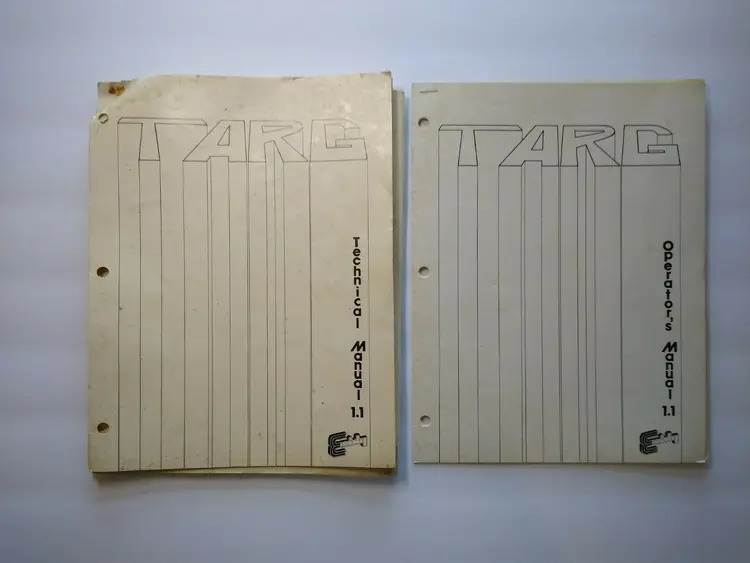 TARG
Technical Manual 1.1
TARG
Operator's Manual 1.1